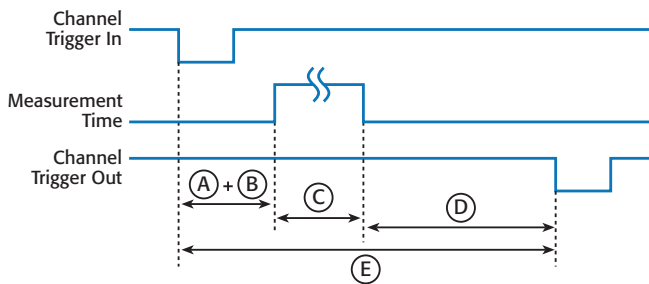 Channel
Trigger In
Measurement
Time
Channel
Trigger Out
A + B
C
D
E